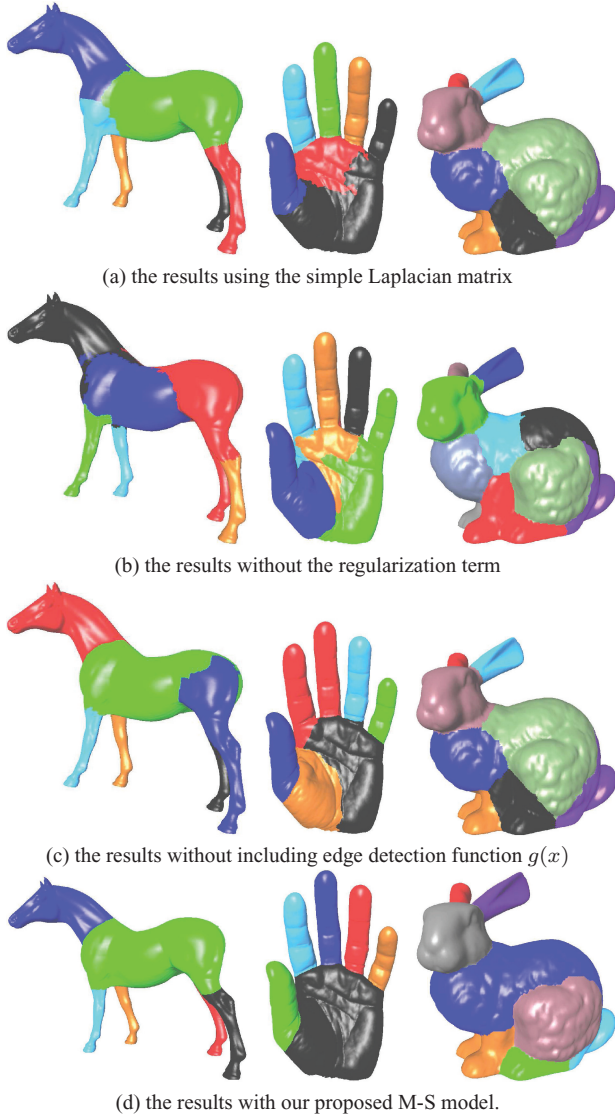 (a) the results using the simple Laplacian matrix
(b) the results without the regularization term
(c) the results without including edge detection function g(x)
(d) the results with our proposed M-S model.